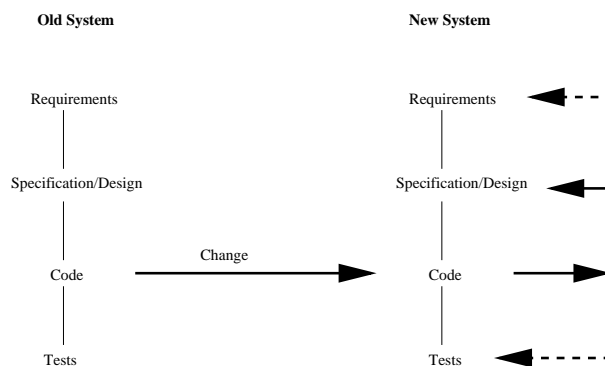 Old System
New System
Requirements
Requirements
Specification/Design
Specification/Design
Change
Code
Code
Tests
Tests